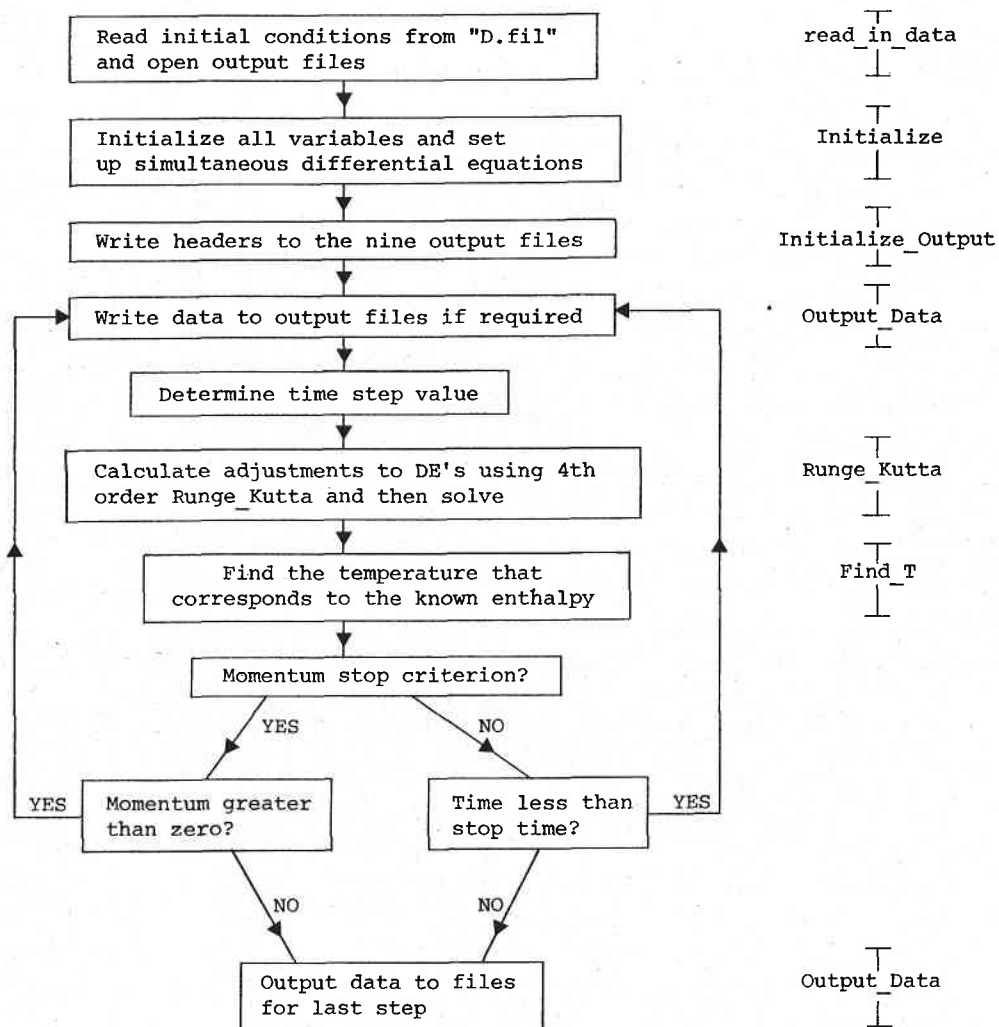 Read initial conditions from "D.fil"
and open output files
read_in_data
Initialize all variables and set
up simultaneous differential equations
Initialize
Write headers to the nine output files
Initialize_Output
Write data to output files if required
Output_Data
Determine time step value
Calculate adjustments to DE's using 4th
order Runge_Kutta and then solve
Runge_Kutta
Find the temperature that
corresponds to the known enthalpy
Find_T
Momentum stop criterion?
YES
NO
YES
Momentum greater
than zero?
Time less than
stop time?
YES
NO
NO
Output data to files
for last step
Output_Data